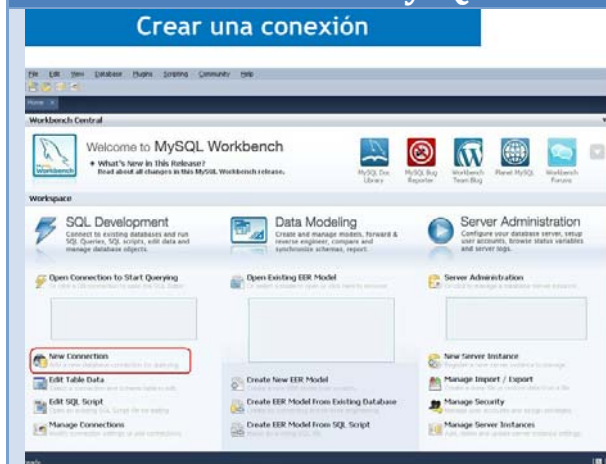 Crear una conexión
File Edit View Database Plugins Scripting Community Help
Home x
Workbench Central
Welcome to MySQL Workbench
What's New in This Release?
Read about all changes in this MySQL Workbench release.
Workbench
MySQL Doc Library
MySQL Bug Reporter
Workbench Team Blog
Planet MySQL
Workbench Forums
Workspace
SQL Development
Connect to existing databases and run
SQL Queries, SQL scripts, edit data and
manage database objects.
Data Modeling
Create and manage models, forward &
reverse engineer, compare and
synchronize schemas, report.
Server Administration
Configure your database server, setup
user accounts, browse status variables
and server logs.
Open Connection to Start Querying
Open Existing EER Model
Server Administration
New Connection
Edit Table Data
Edit SQL Script
Manage Connections
Create New EER Model
Create EER Model From Existing Database
Create EER Model From SQL Script
New Server Instance
Manage Import / Export
Manage Security
Manage Server Instances